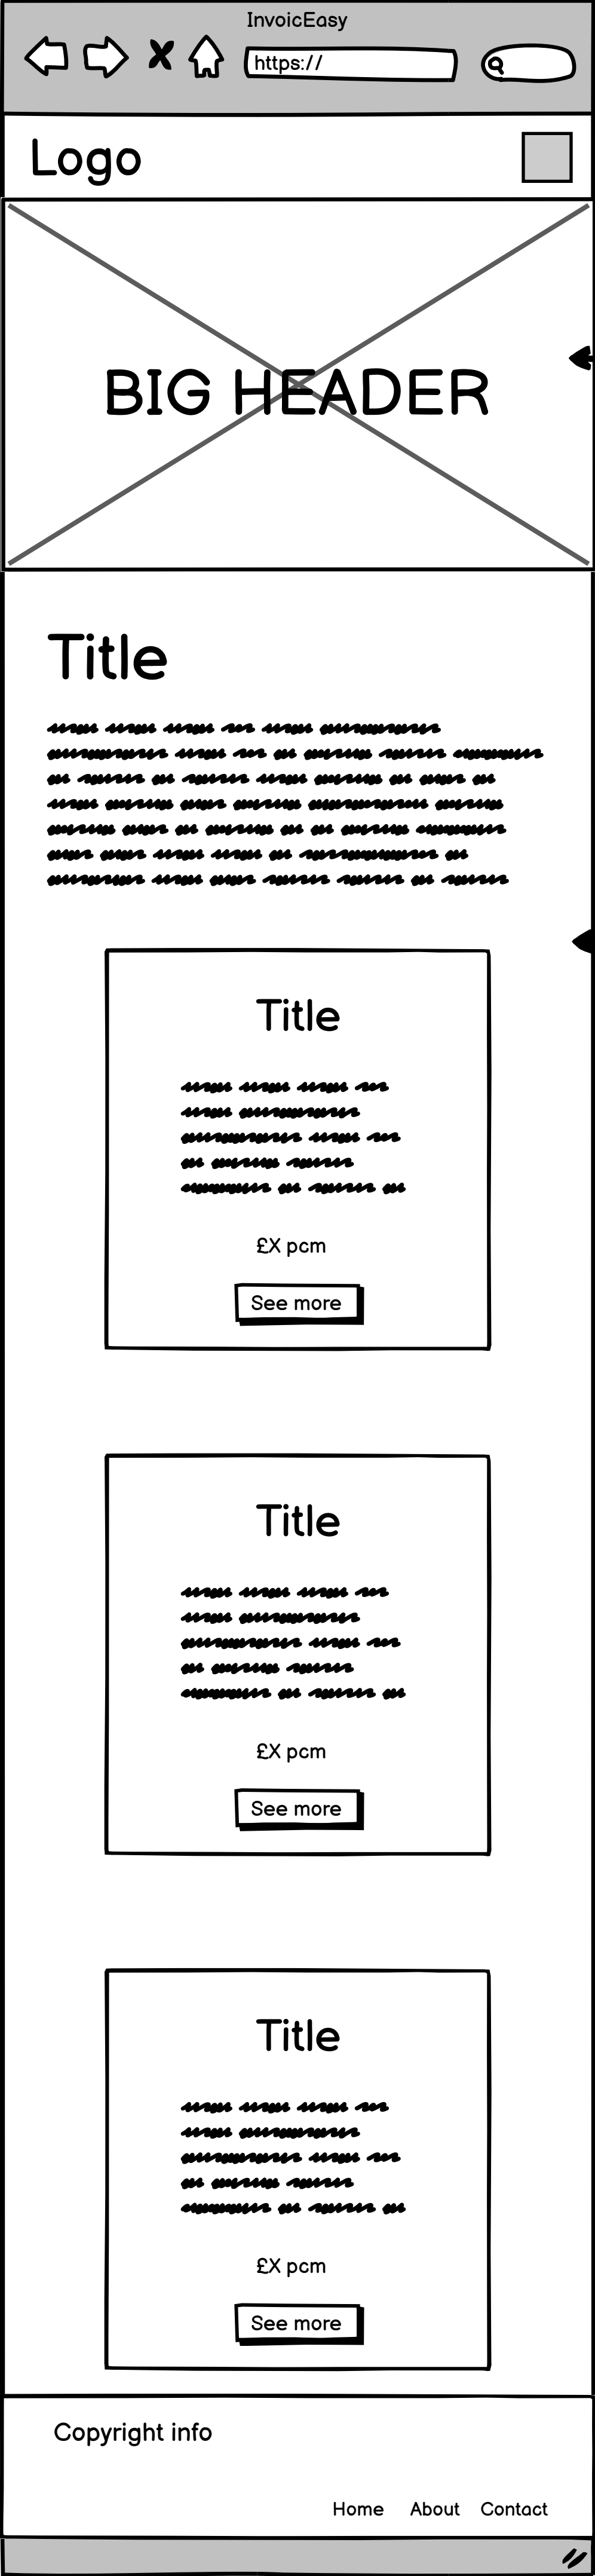 InvoicEasy
https://
Logo
BIG HEADER
Title
Title
£X pcm
See more
Title
£X pcm
See more
Title
£X pcm
See more
Copyright info
Home About Contact